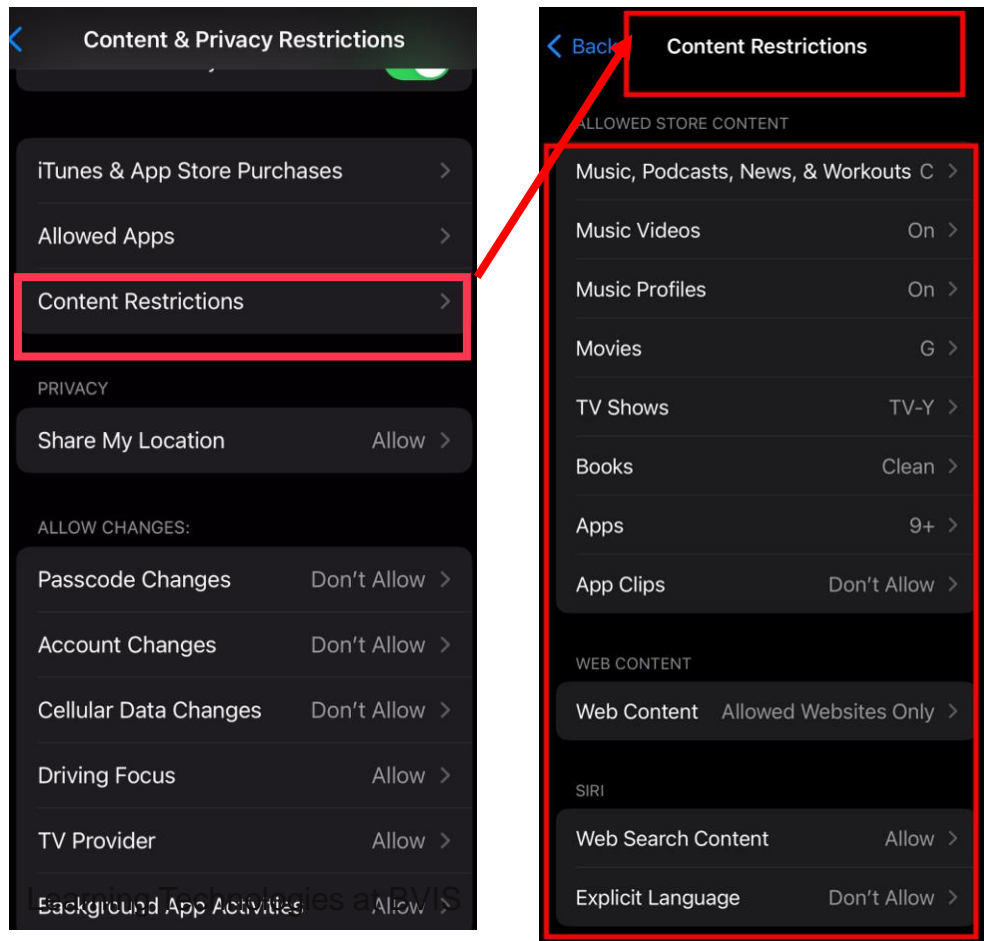 Content & Privacy Restrictions
iTunes & App Store Purchases
Allowed Apps
Content Restrictions
PRIVACY
Share My Location Allow
ALLOW CHANGES:
Passcode Changes Don't Allow
Account Changes Don't Allow
Cellular Data Changes Don't Allow
Driving Focus Allow
TV Provider Allow
Background App Activities Allow
Learning Technologies at BVIS
Back Content Restrictions
ALLOWED STORE CONTENT
Music, Podcasts, News, & Workouts C
Music Videos On
Music Profiles On
Movies G
TV Shows TV-Y
Books Clean
Apps 9+
App Clips Don't Allow
WEB CONTENT
Web Content Allowed Websites Only
SIRI
Web Search Content Allow
Explicit Language Don't Allow